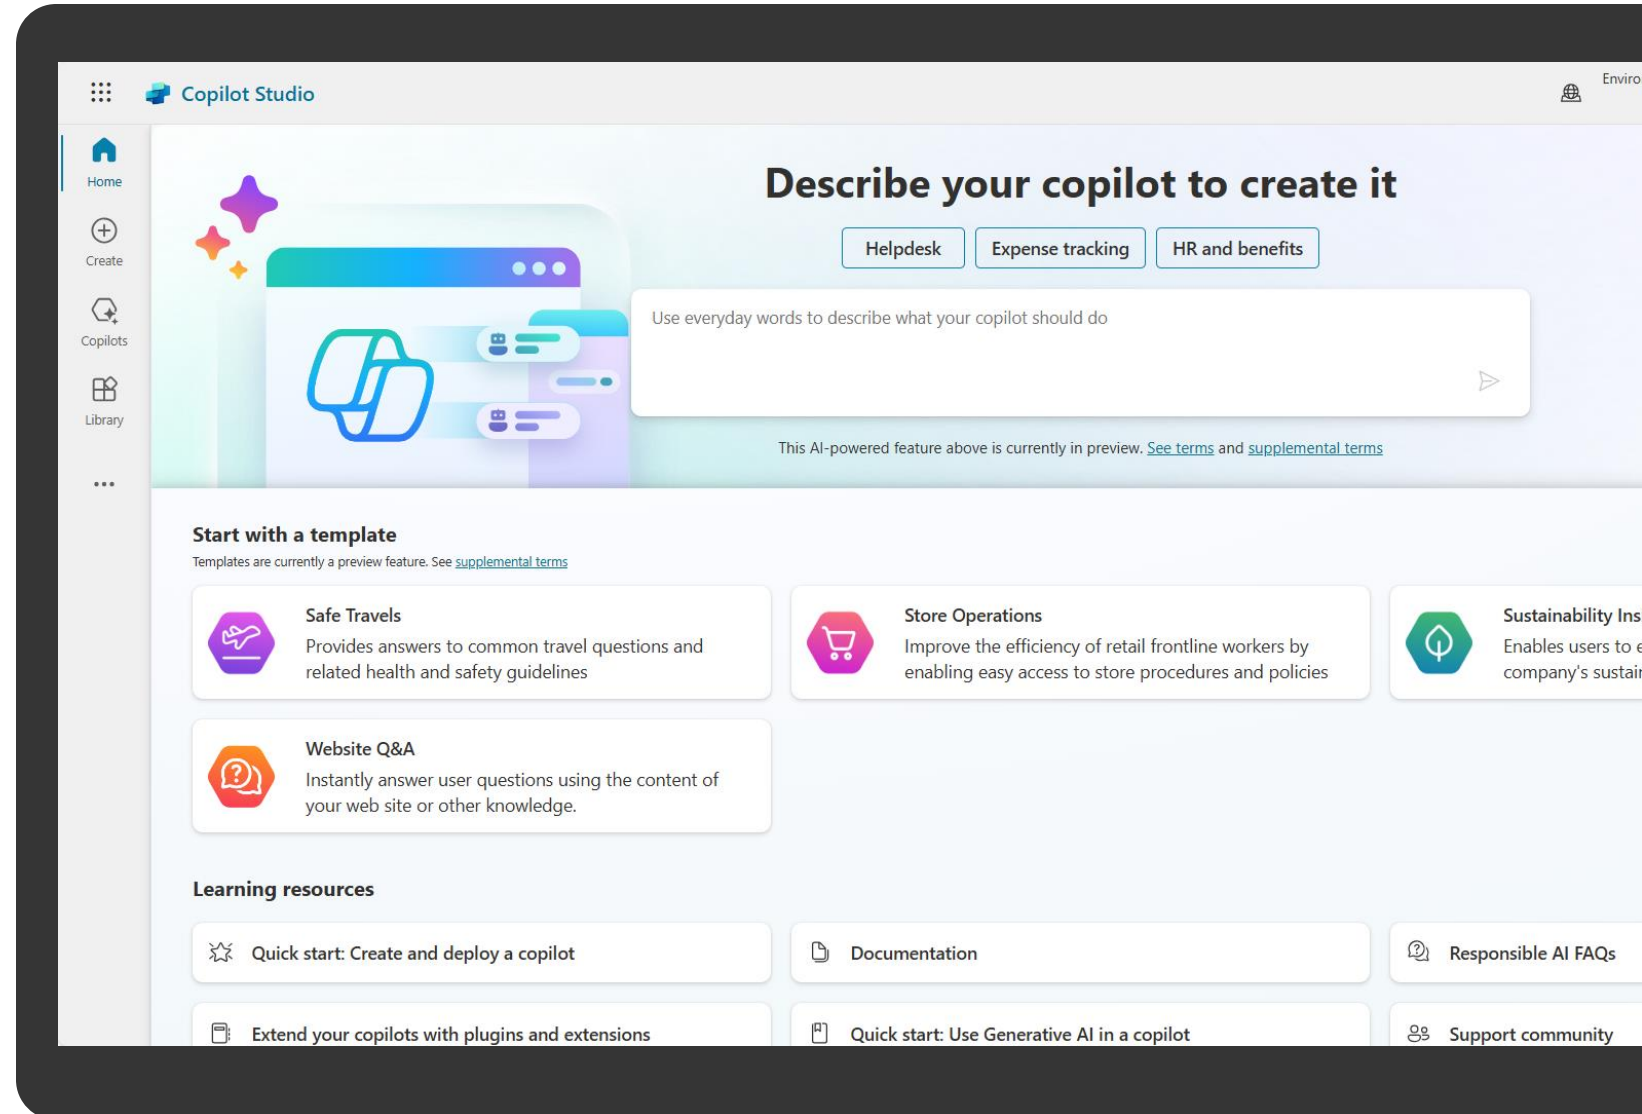 Copilot Studio
Enviro
Home
Create
Copilots
Library
Describe your copilot to create it
Helpdesk
Expense tracking
HR and benefits
Use everyday words to describe what your copilot should do
This AI-powered feature above is currently in preview. See terms and supplemental terms
Start with a template
Templates are currently a preview feature. See supplemental terms
Safe Travels
Provides answers to common travel questions and
related health and safety guidelines
Store Operations
Improve the efficiency of retail frontline workers by
enabling easy access to store procedures and policies
Sustainability Ins
Enables users to e
company's sustain
Website Q&A
Instantly answer user questions using the content of
your web site or other knowledge.
Learning resources
Quick start: Create and deploy a copilot
Documentation
Responsible AI FAQs
Extend your copilots with plugins and extensions
Quick start: Use Generative AI in a copilot
Support community